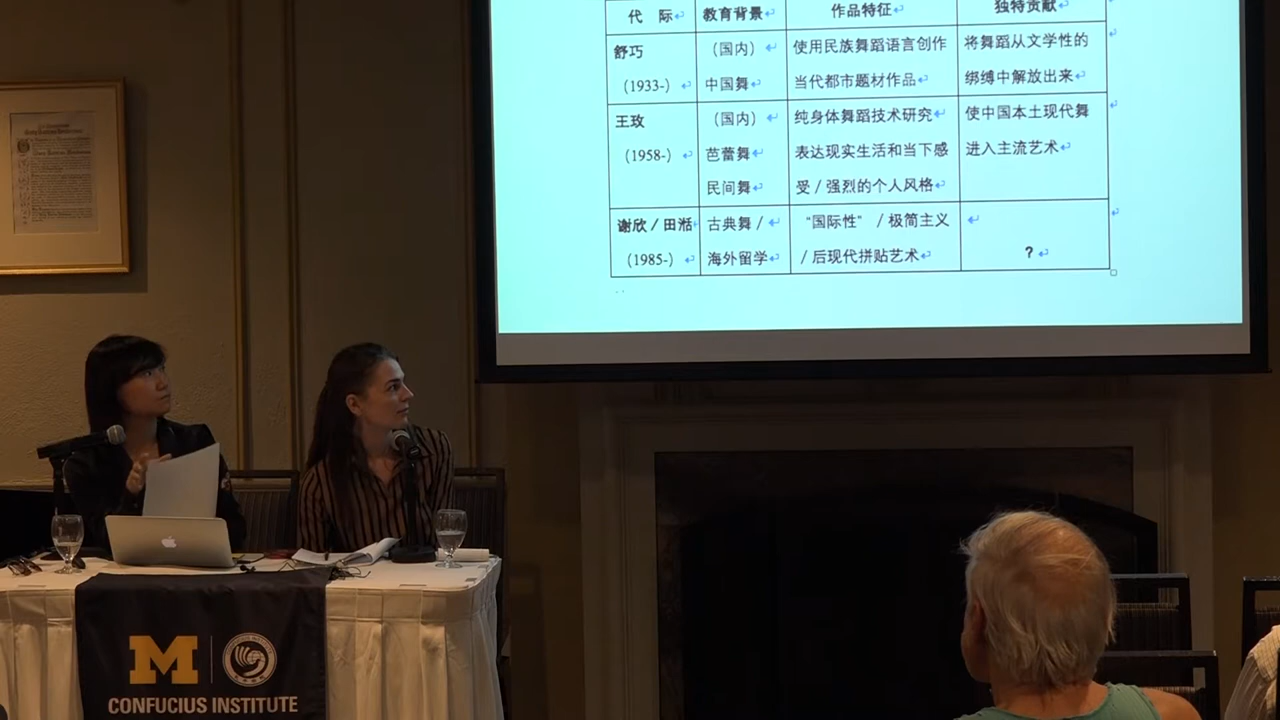 代　际 教育背景 作品特征 独特贡献
舒巧 （国内） 使用民族舞蹈语言创作 将舞蹈从文学性的
（1933-） 中国舞 当代都市题材作品 绑缚中解放出来
王玫 （国内） 纯身体舞蹈技术研究 使中国本土现代舞
（1958-） 芭蕾舞 表达现实生活和当下感 进入主流艺术
民间舞 受 / 强烈的个人风格
谢欣 / 田湉 古典舞 / “国际性” / 极简主义
（1985-） 海外留学 / 后现代拼贴艺术 ?
M
CONFUCIUS INSTITUTE